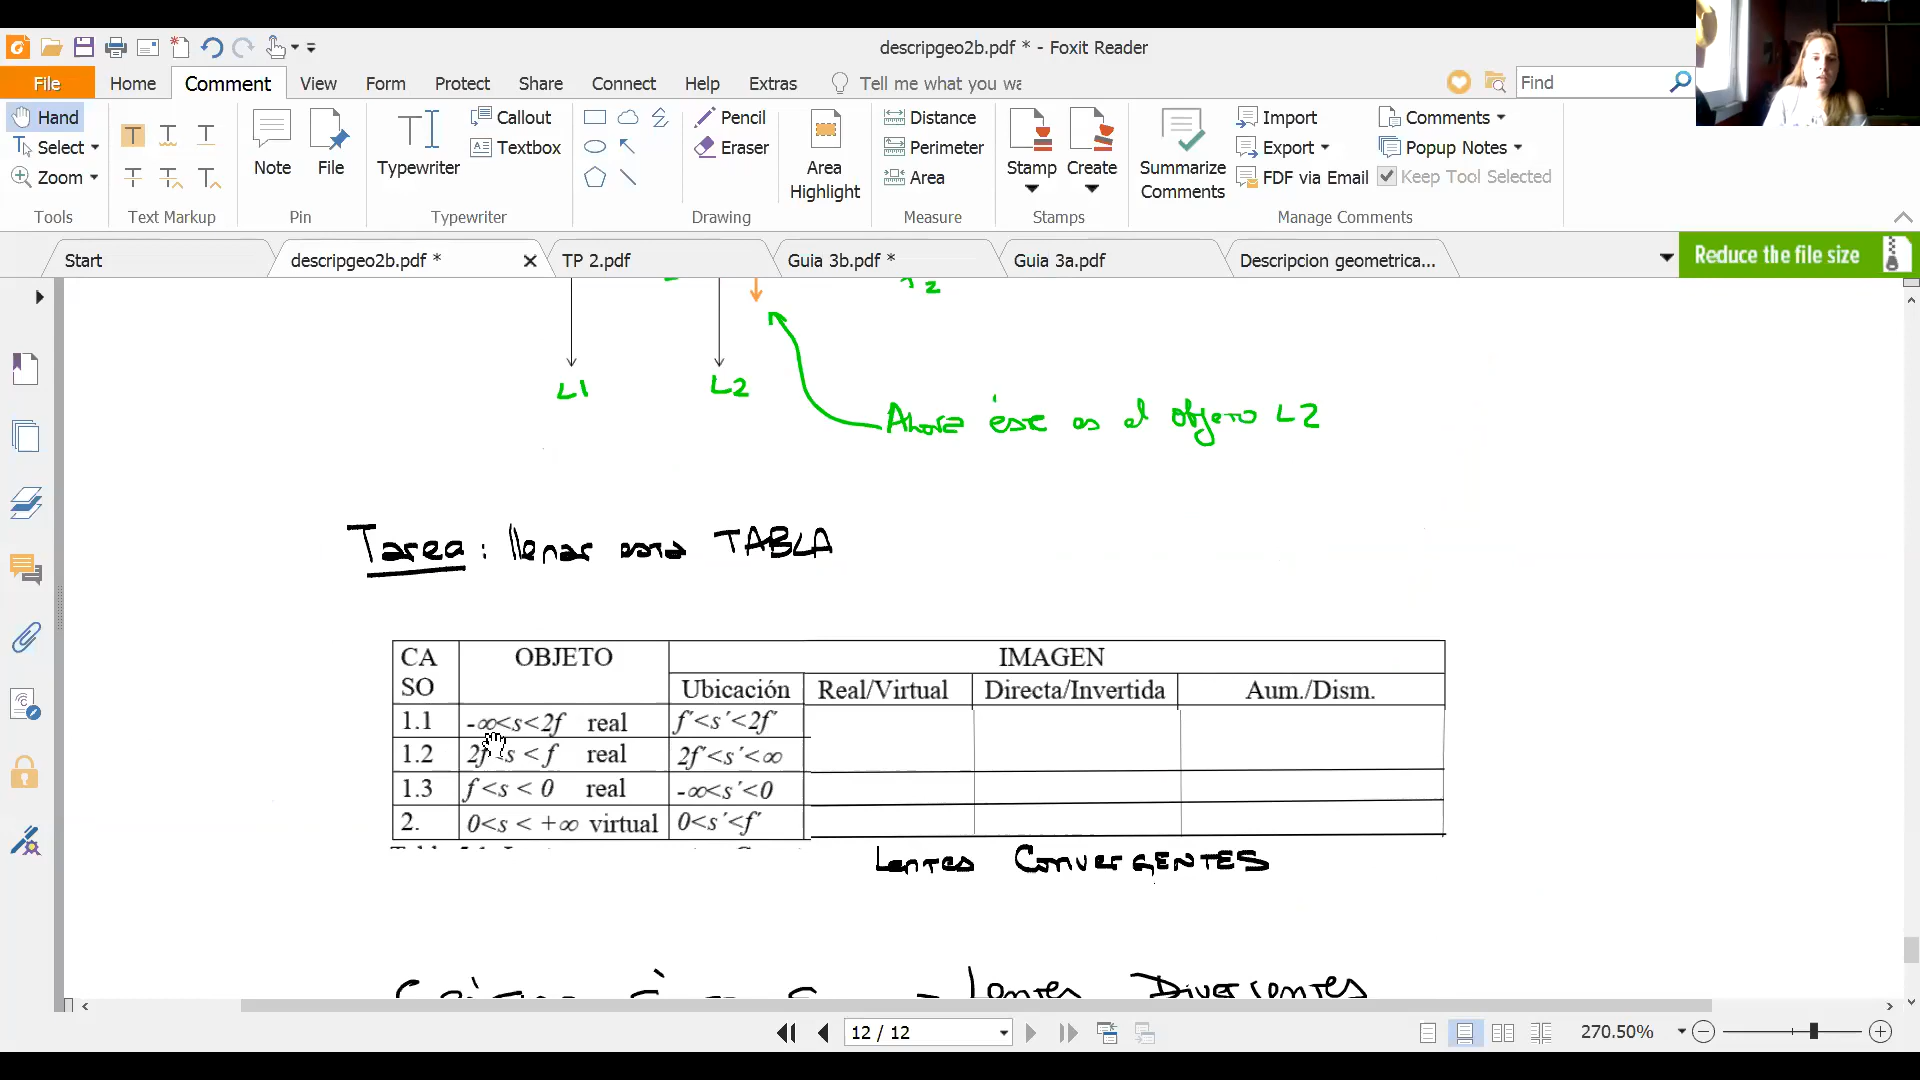 descripgeo2b.pdf * - Foxit Reader
File Home Comment View Form Protect Share Connect Help Extras Tell me what you wa Find
Hand Select Zoom Tools
Text Markup
Note File Pin
Typewriter Callout Textbox Typewriter
Pencil Eraser Area Highlight Drawing
Distance Perimeter Area Measure
Stamp Create Stamps
Summarize Comments Import Export FDF via Email Comments Popup Notes Keep Tool Selected Manage Comments
Start descripgeo2b.pdf * TP 2.pdf Guia 3b.pdf * Guia 3a.pdf Descripcion geometrica... Reduce the file size
L1 L2
Ahora éste es el objeto L2
Tarea: llenar esta TABLA
CA SO OBJETO IMAGEN
Ubicación Real/Virtual Directa/Invertida Aum./Dism.
1.1 -∞<s<2f real f'<s'<2f'
1.2 2f<s<f real 2f'<s'<∞
1.3 f<s<0 real -∞<s'<0
2. 0<s<+∞ virtual 0<s'<f'
Lentes ConverGENTES
Lentes Divergentes
12 / 12 270.50%